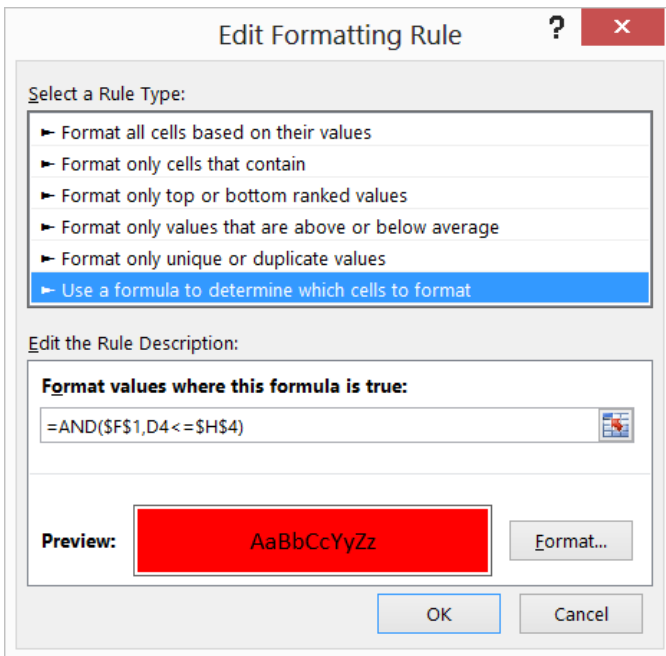 Edit Formatting Rule
?
x
Select a Rule Type:
► Format all cells based on their values
► Format only cells that contain
► Format only top or bottom ranked values
► Format only values that are above or below average
► Format only unique or duplicate values
► Use a formula to determine which cells to format
Edit the Rule Description:
Format values where this formula is true:
=AND($F$1,D4<=$H$4)
Preview: AaBbCcYyZz Format...
OK Cancel